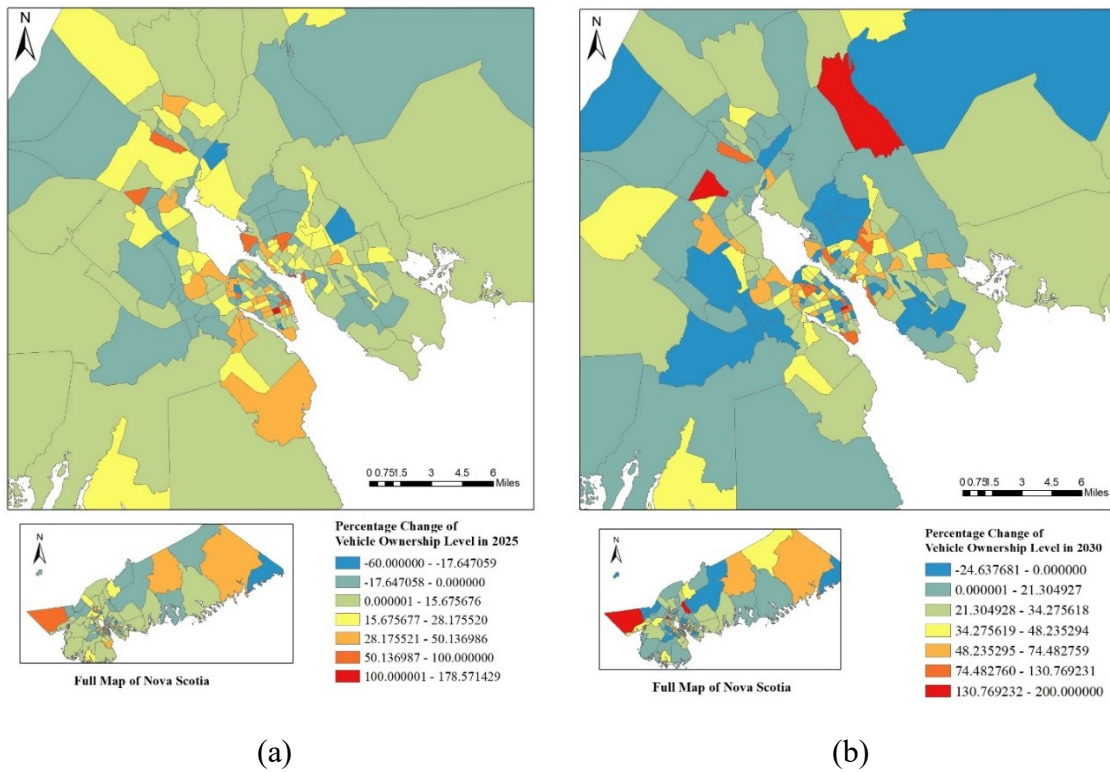 N
0 0.75 1.5 3 4.5 6
Miles
N
Percentage Change of
Vehicle Ownership Level in 2025
-60.000000 - -17.647059
-17.647058 - 0.000000
0.000001 - 15.675676
15.675677 - 28.175520
28.175521 - 50.136986
50.136987 - 100.000000
100.000001 - 178.571429
Full Map of Nova Scotia
(a)
N
0 0.75 1.5 3 4.5 6
Miles
N
Percentage Change of
Vehicle Ownership Level in 2030
-24.637681 - 0.000000
0.000001 - 21.304927
21.304928 - 34.275618
34.275619 - 48.235294
48.235295 - 74.482759
74.482760 - 130.769231
130.769232 - 200.000000
Full Map of Nova Scotia
(b)